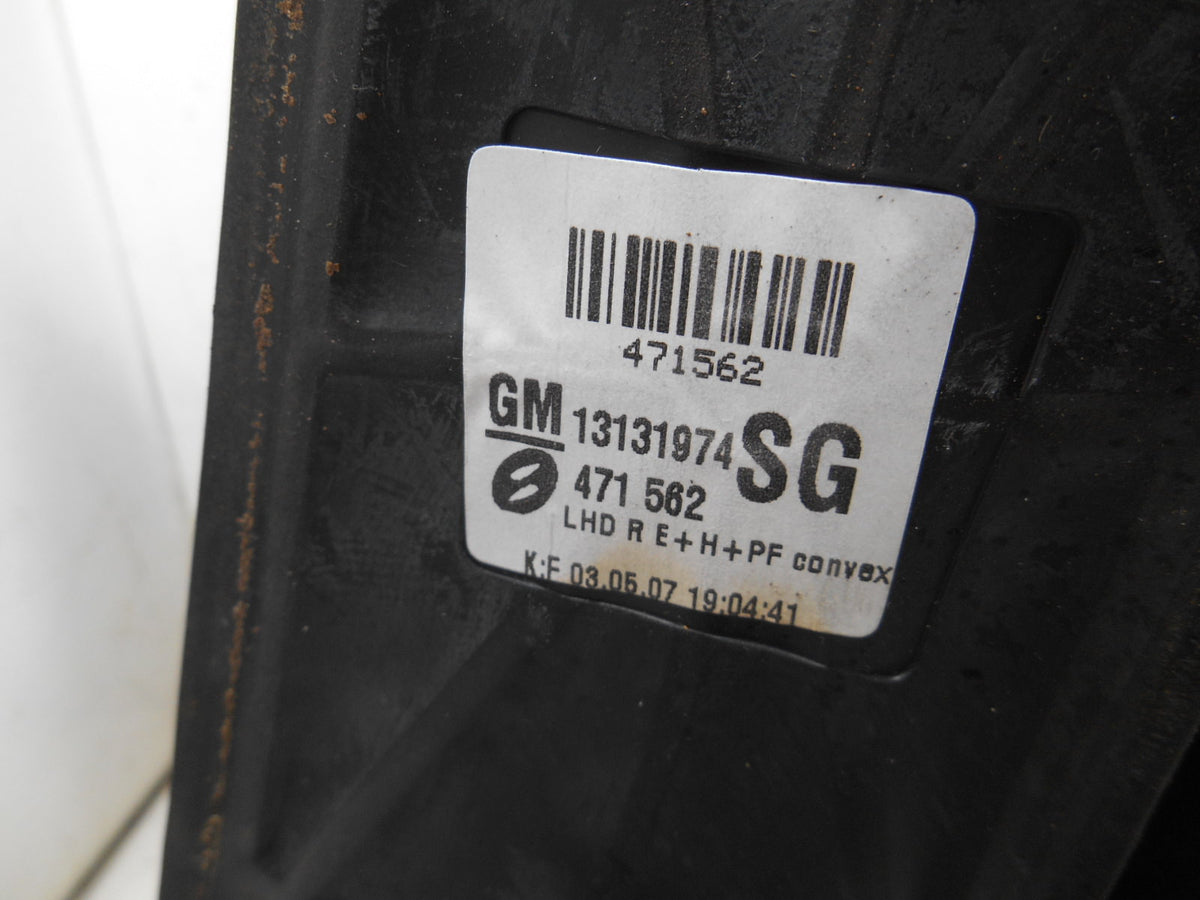 471562
GM 13131974 SG
471 562
LHD R E+H+PF convex
K:F 03.05.07 19:04:41